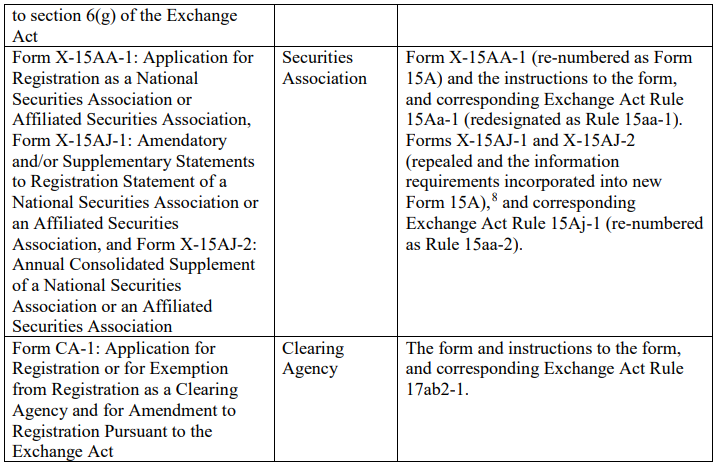 to section 6(g) of the Exchange
Act
Form X-15AA-1: Application for
Registration as a National
Securities Association or
Affiliated Securities Association,
Form X-15AJ-1: Amendatory
and/or Supplementary Statements
to Registration Statement of a
National Securities Association or
an Affiliated Securities
Association, and Form X-15AJ-2:
Annual Consolidated Supplement
of a National Securities
Association or an Affiliated
Securities Association
Securities
Association
Form X-15AA-1 (re-numbered as Form
15A) and the instructions to the form,
and corresponding Exchange Act Rule
15Aa-1 (redesignated as Rule 15aa-1).
Forms X-15AJ-1 and X-15AJ-2
(repealed and the information
requirements incorporated into new
Form 15A),⁸ and corresponding
Exchange Act Rule 15Aj-1 (re-numbered
as Rule 15aa-2).
Form CA-1: Application for
Registration or for Exemption
from Registration as a Clearing
Agency and for Amendment to
Registration Pursuant to the
Exchange Act
Clearing
Agency
The form and instructions to the form,
and corresponding Exchange Act Rule
17ab2-1.